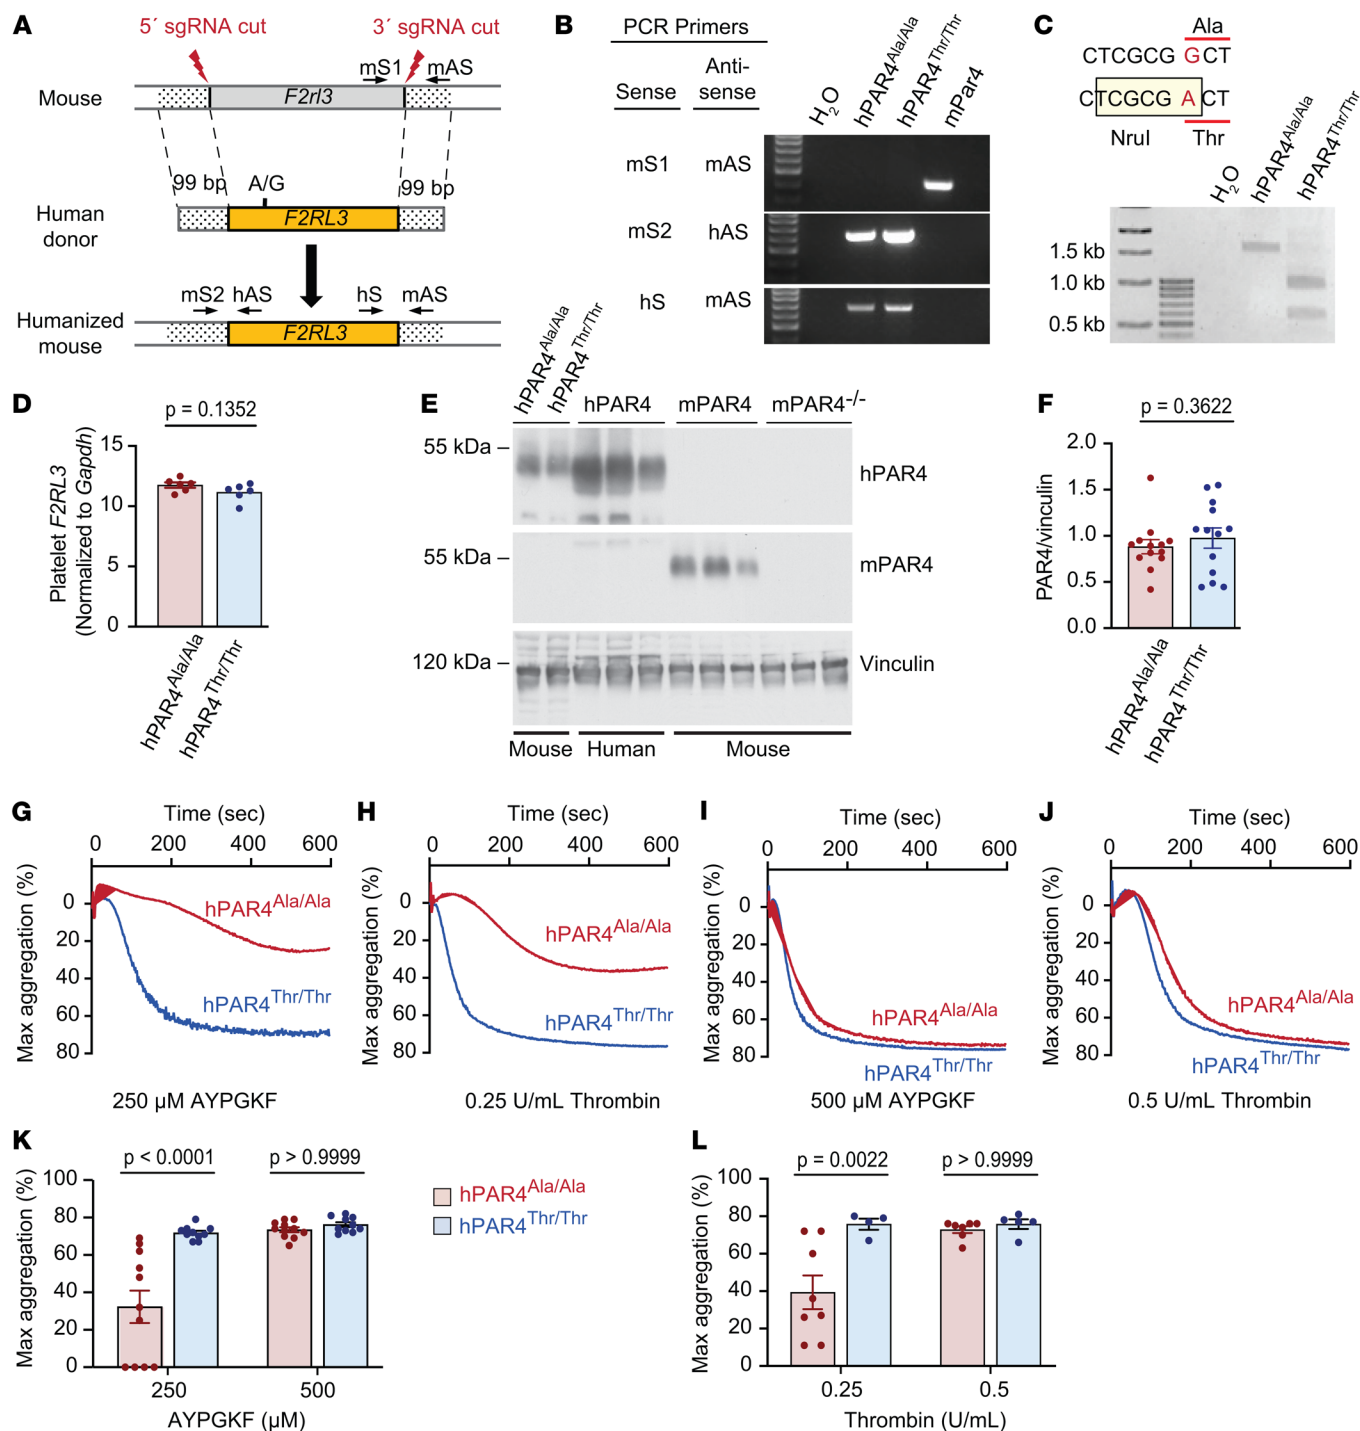 A
5´ sgRNA cut
3´ sgRNA cut
mS1
mAS
Mouse
F2rl3
99 bp
A/G
99 bp
Human
donor
F2RL3
mS2
hAS
hS
mAS
Humanized
mouse
F2RL3
B
PCR Primers
Sense
Anti-
sense
H2O
hPAR4Ala/Ala
hPAR4Thr/Thr
mPar4
mS1 mAS
mS2 hAS
hS mAS
C
Ala
CTCGCG GCT
CTCGCG ACT
NruI Thr
H2O
hPAR4Ala/Ala
hPAR4Thr/Thr
1.5 kb
1.0 kb
0.5 kb
D
p = 0.1352
Platelet F2RL3
(Normalized to Gapdh)
15
10
5
0
hPAR4Ala/Ala
hPAR4Thr/Thr
E
hPAR4Ala/Ala
hPAR4Thr/Thr
hPAR4
mPAR4
mPAR4-/-
55 kDa
hPAR4
55 kDa
mPAR4
120 kDa
Vinculin
Mouse
Human
Mouse
F
p = 0.3622
PAR4/vinculin
2.0
1.5
1.0
0.5
0.0
hPAR4Ala/Ala
hPAR4Thr/Thr
G
Time (sec)
0 200 400 600
Max aggregation (%)
0
20
40
60
80
hPAR4Ala/Ala
hPAR4Thr/Thr
250 µM AYPGKF
H
Time (sec)
0 200 400 600
Max aggregation (%)
0
20
40
60
80
hPAR4Ala/Ala
hPAR4Thr/Thr
0.25 U/mL Thrombin
I
Time (sec)
0 200 400 600
Max aggregation (%)
0
20
40
60
80
hPAR4Ala/Ala
hPAR4Thr/Thr
500 µM AYPGKF
J
Time (sec)
0 200 400 600
Max aggregation (%)
0
20
40
60
80
hPAR4Ala/Ala
hPAR4Thr/Thr
0.5 U/mL Thrombin
K
p < 0.0001
p > 0.9999
Max aggregation (%)
100
80
60
40
20
0
250
500
AYPGKF (µM)
hPAR4Ala/Ala
hPAR4Thr/Thr
L
p = 0.0022
p > 0.9999
Max aggregation (%)
100
80
60
40
20
0
0.25
0.5
Thrombin (U/mL)